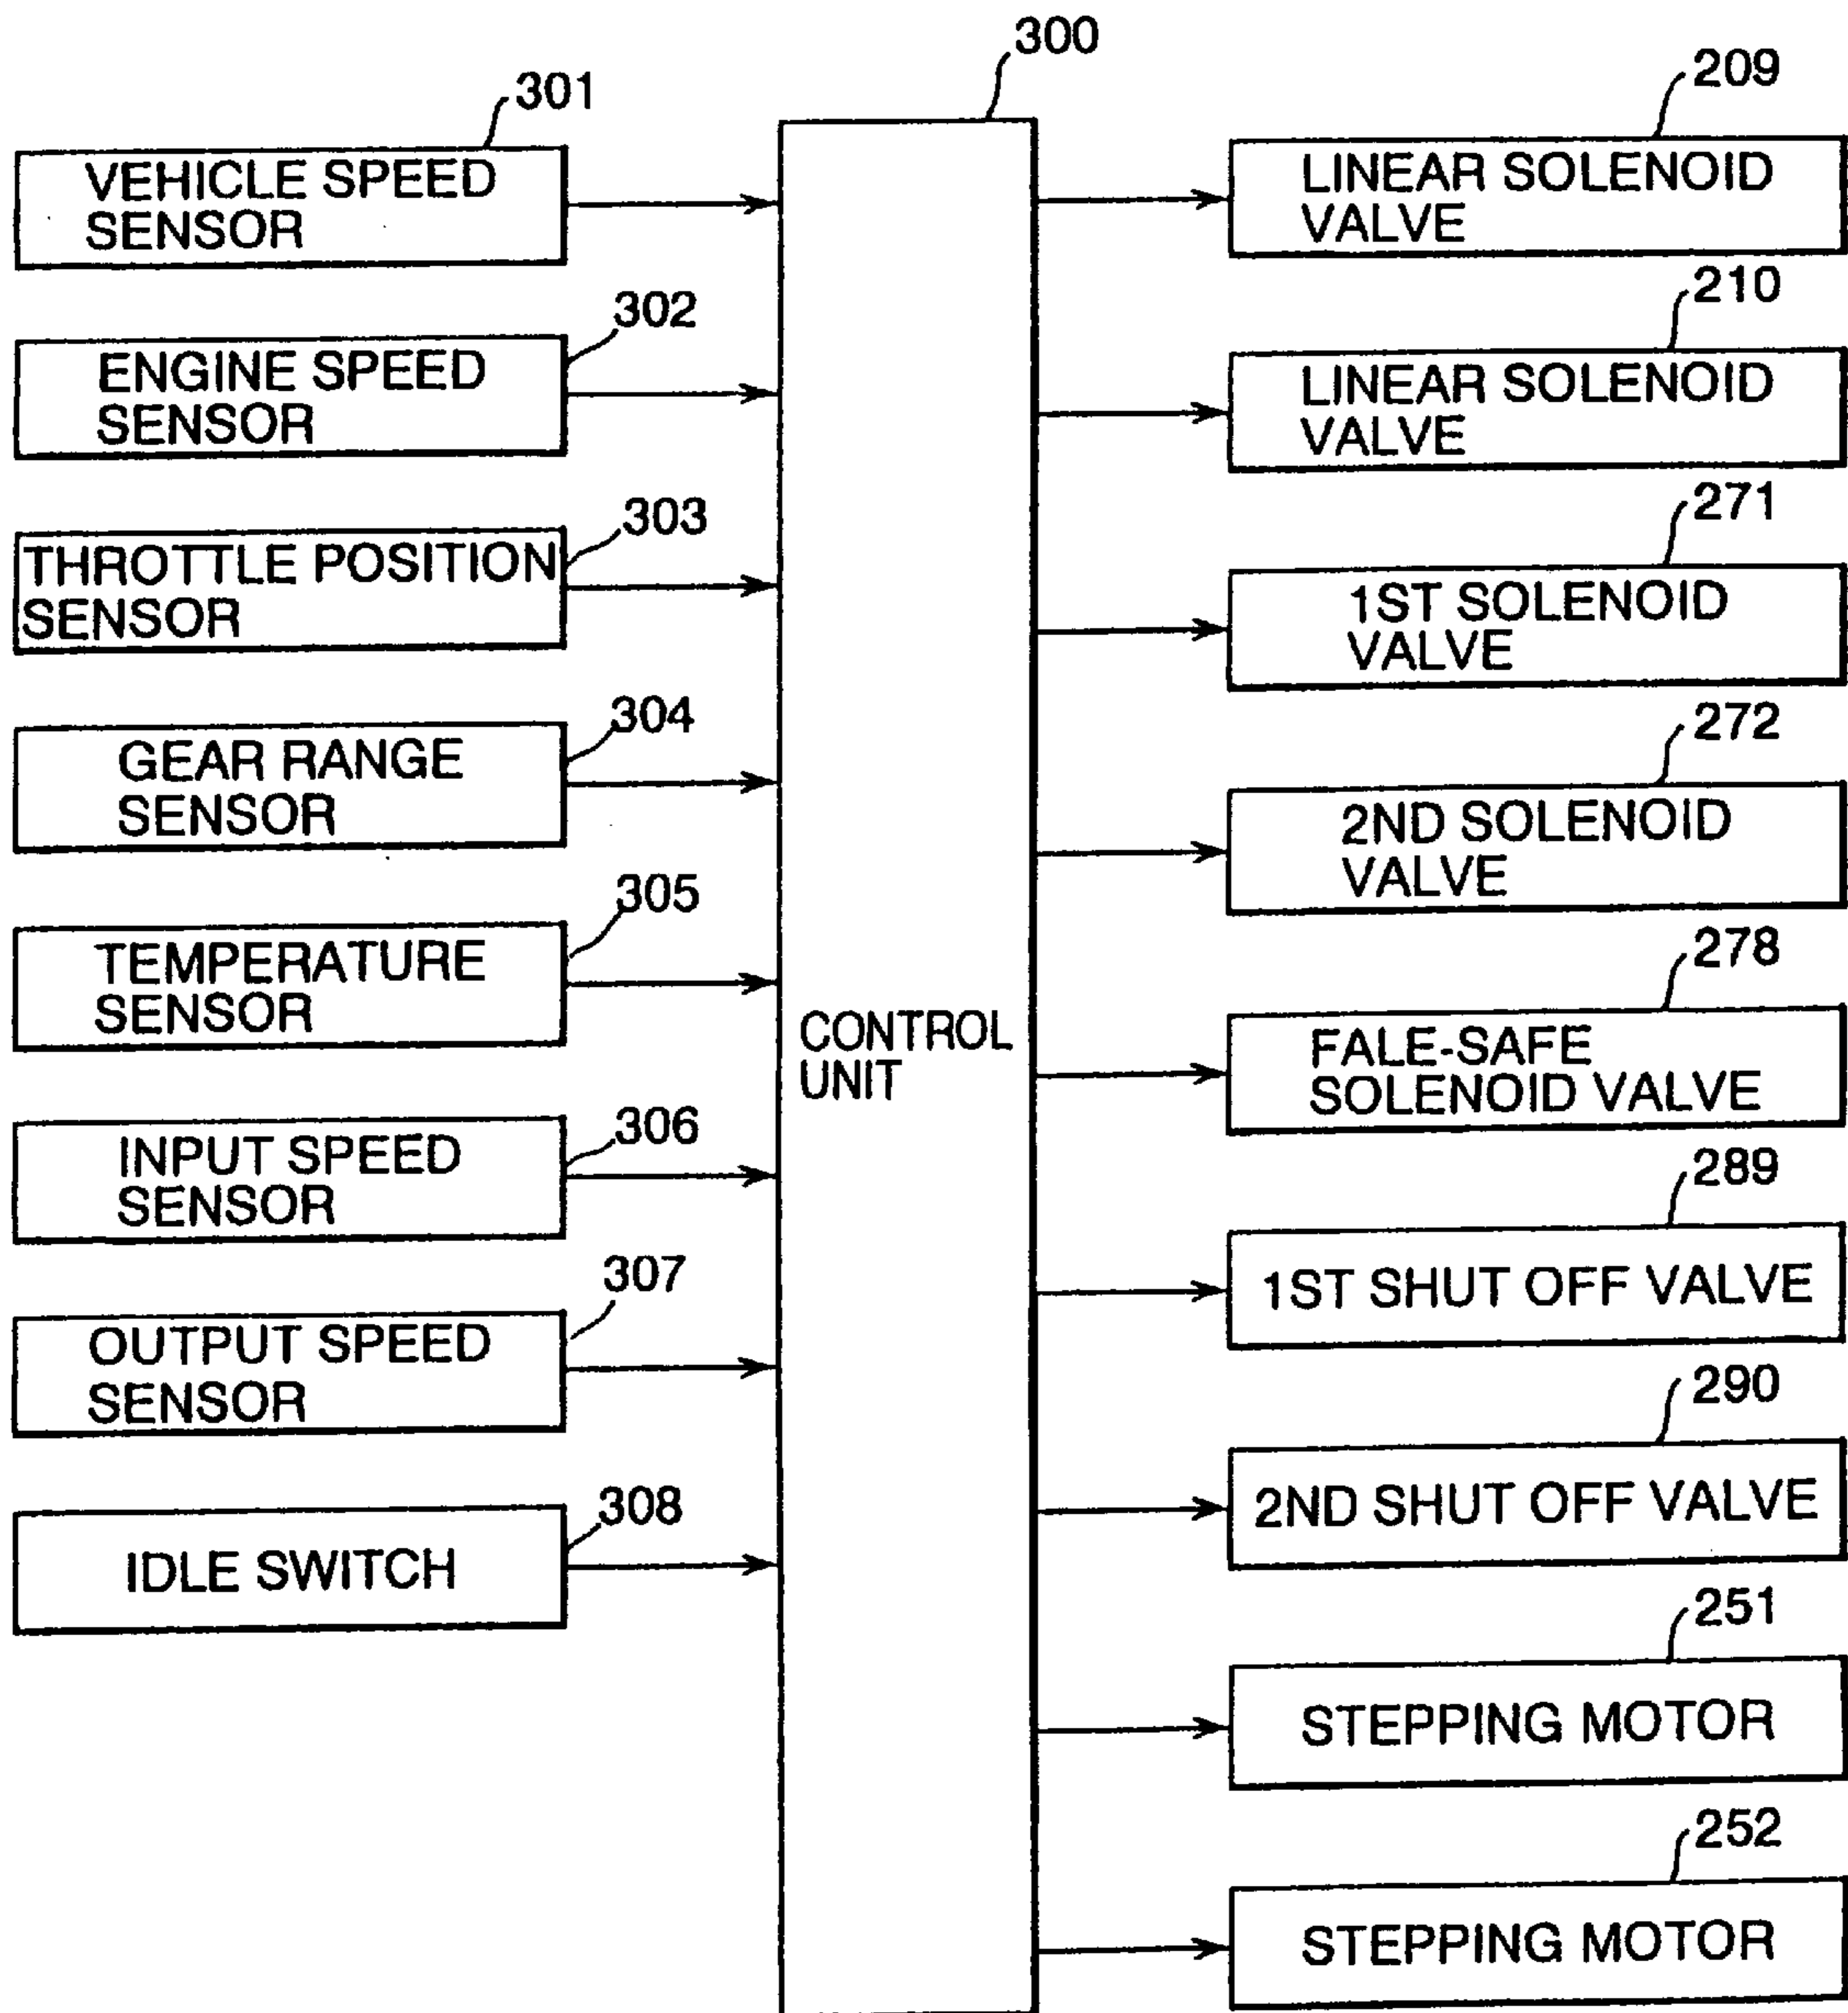 300
301
VEHICLE SPEED
SENSOR
302
ENGINE SPEED
SENSOR
303
THROTTLE POSITION
SENSOR
304
GEAR RANGE
SENSOR
305
TEMPERATURE
SENSOR
306
INPUT SPEED
SENSOR
307
OUTPUT SPEED
SENSOR
308
IDLE SWITCH
CONTROL
UNIT
209
LINEAR SOLENOID
VALVE
210
LINEAR SOLENOID
VALVE
271
1ST SOLENOID
VALVE
272
2ND SOLENOID
VALVE
278
FALE-SAFE
SOLENOID VALVE
289
1ST SHUT OFF VALVE
290
2ND SHUT OFF VALVE
251
STEPPING MOTOR
252
STEPPING MOTOR